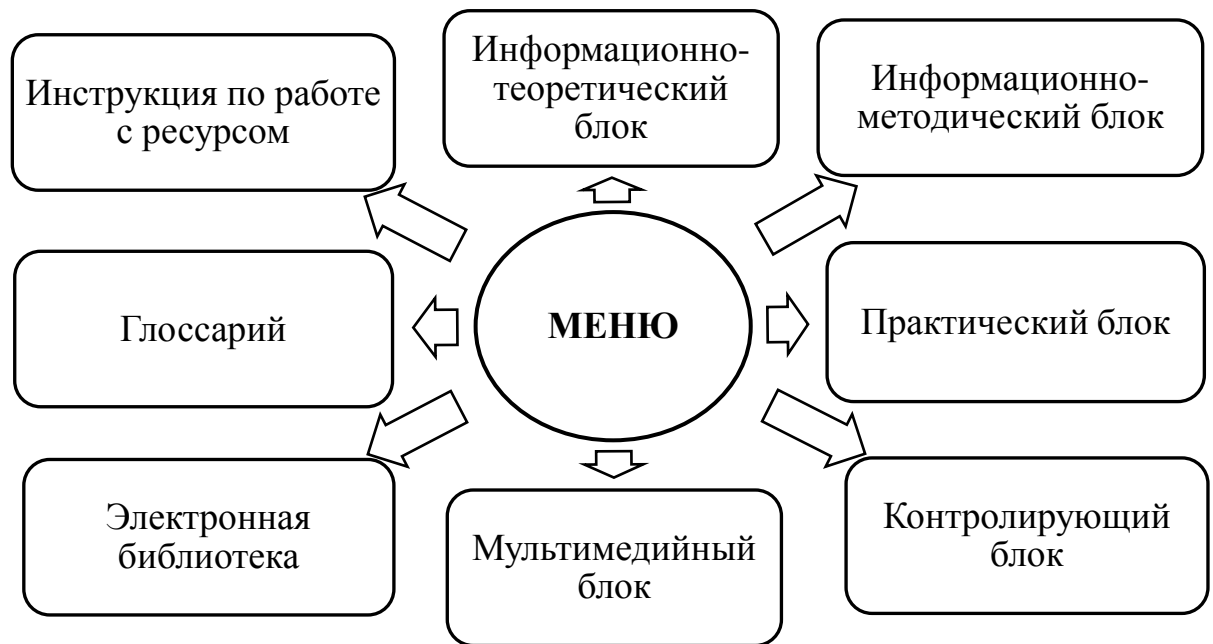 Инструкция по работе
с ресурсом
Информационно-
теоретический
блок
Информационно-
методический блок
Глоссарий
МЕНЮ
Практический блок
Электронная
библиотека
Мультимедийный
блок
Контролирующий
блок